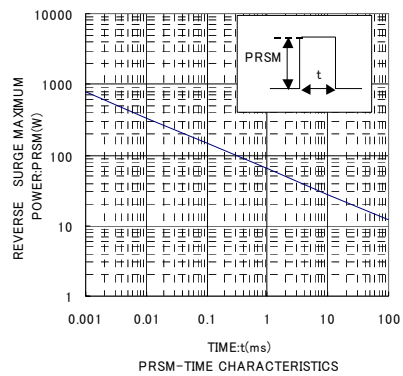 10000
1000
100
10
1
REVERSE SURGE MAXIMUM
POWER:PRSM(W)
PRSM
t
0.001 0.01 0.1 1 10 100
TIME:t(ms)
PRSM-TIME CHARACTERISTICS